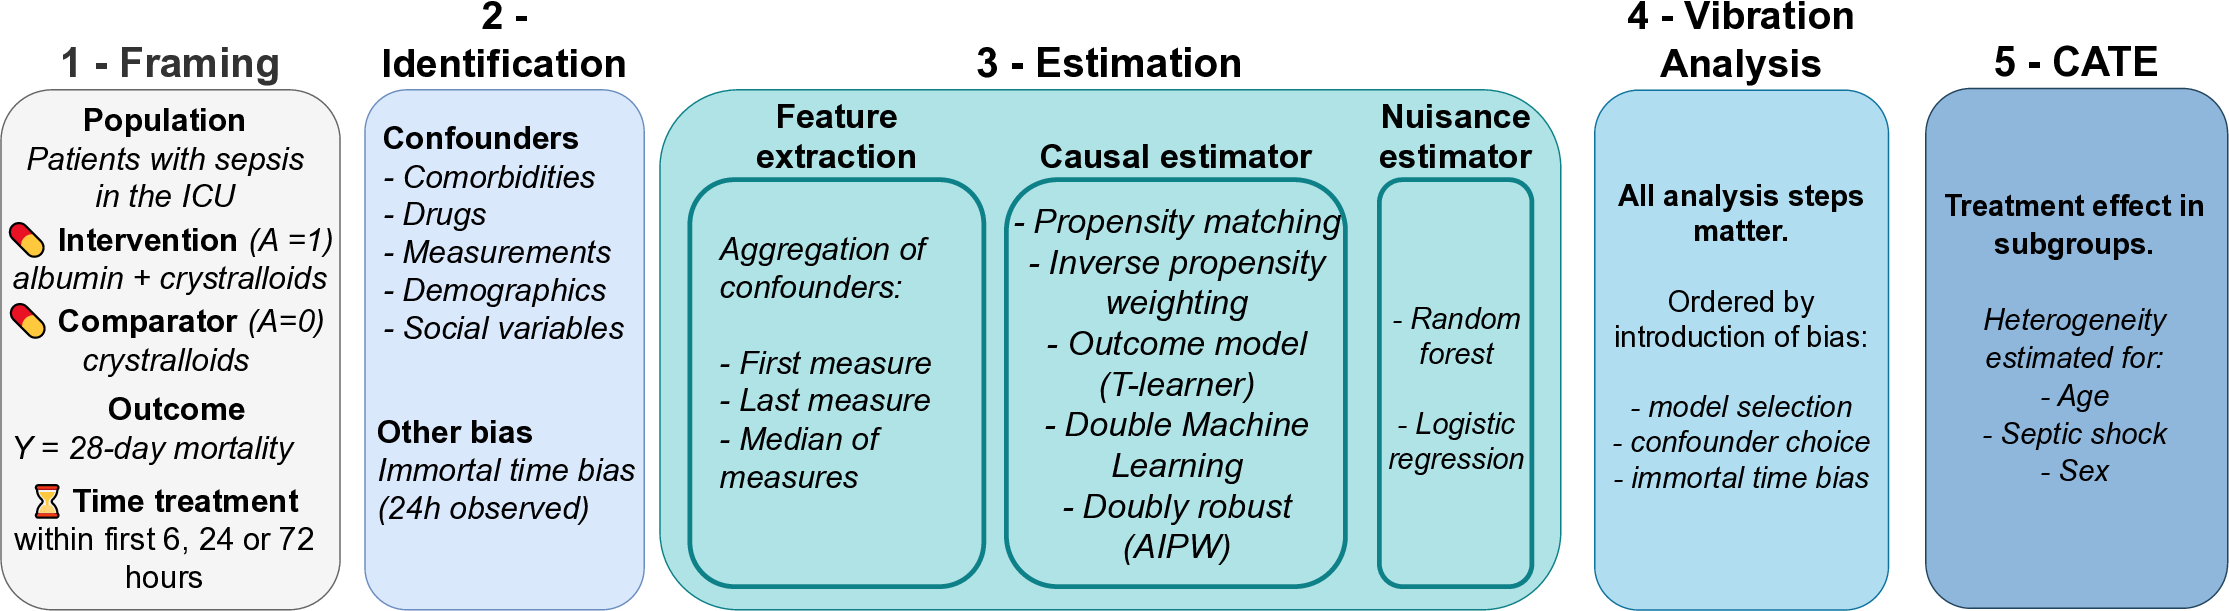 1 - Framing
Population
Patients with sepsis
in the ICU
Intervention (A =1)
albumin + crystralloids
Comparator (A=0)
crystralloids
Outcome
Y = 28-day mortality
Time treatment
within first 6, 24 or 72
hours
2 -
Identification
Confounders
- Comorbidities
- Drugs
- Measurements
- Demographics
- Social variables
Other bias
Immortal time bias
(24h observed)
3 - Estimation
Feature
extraction
Aggregation of
confounders:
- First measure
- Last measure
- Median of
measures
Causal estimator
- Propensity matching
- Inverse propensity
weighting
- Outcome model
(T-learner)
- Double Machine
Learning
- Doubly robust
(AIPW)
Nuisance
estimator
- Random
forest
- Logistic
regression
4 - Vibration
Analysis
All analysis steps
matter.
Ordered by
introduction of bias:
- model selection
- confounder choice
- immortal time bias
5 - CATE
Treatment effect in
subgroups.
Heterogeneity
estimated for:
- Age
- Septic shock
- Sex